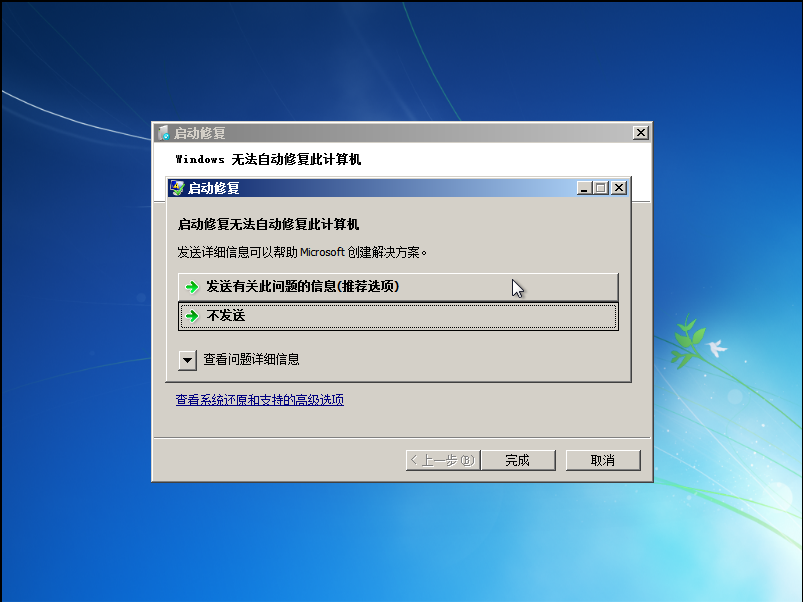 启动修复
Windows 无法自动修复此计算机
启动修复
启动修复无法自动修复此计算机
发送详细信息可以帮助 Microsoft 创建解决方案。
发送有关此问题的信息(推荐选项)
不发送
查看问题详细信息
查看系统还原和支持的高级选项
< 上一步(B)
完成
取消